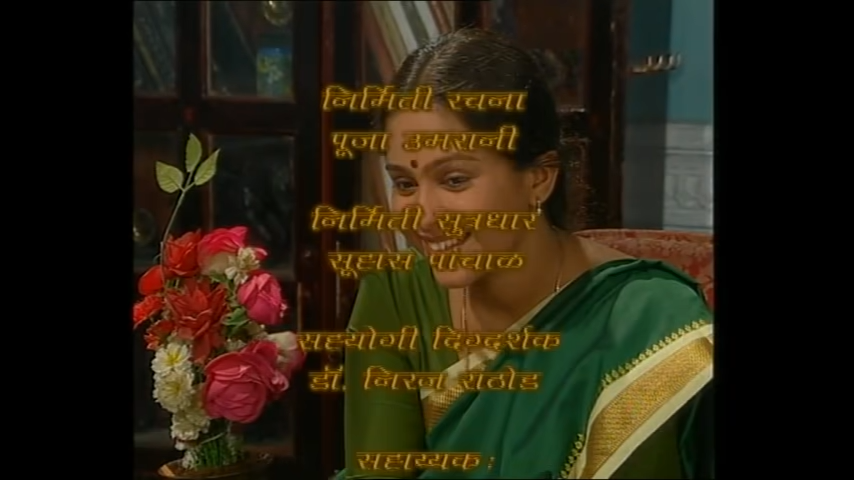 निर्मिती रचना
पूजा उमरानी
निर्मिती सुत्रधार
सूहास पांचाळ
सहयोगी दिग्दर्शक
डॉ. निरज राठोड
सहाय्यक :